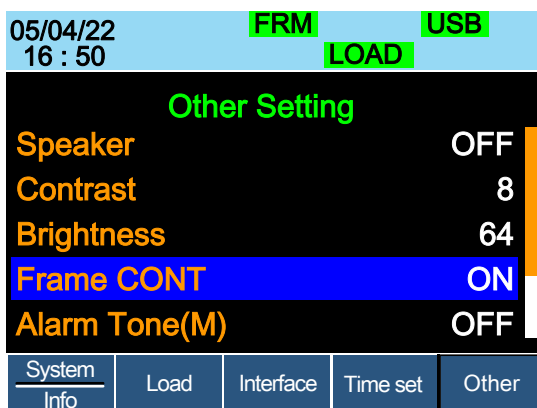 05/04/22 FRM USB
16 : 50 LOAD
Other Setting
Speaker OFF
Contrast 8
Brightness 64
Frame CONT ON
Alarm Tone(M) OFF
System Load Interface Time set Other
Info